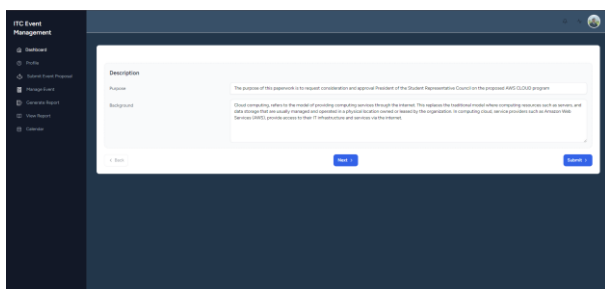 ITC Event
Management
Dashboard
Profile
Submit Event Proposal
Manage Event
Generate Report
View Report
Calendar
Description
Purpose
The purpose of this paperwork is to request consideration and approval President of the Student Representative Council on the proposed AWS CLOUD program
Background
Cloud computing, refers to the model of providing computing services through the internet. This replaces the traditional model where computing resources such as servers, and
data storage that are usually managed and operated in a physical location owned or leased by the organization. In computing cloud, service providers such as Amazon Web
Services (AWS), provide access to their IT infrastructure and services via the internet.
< Back
Next >
Submit >